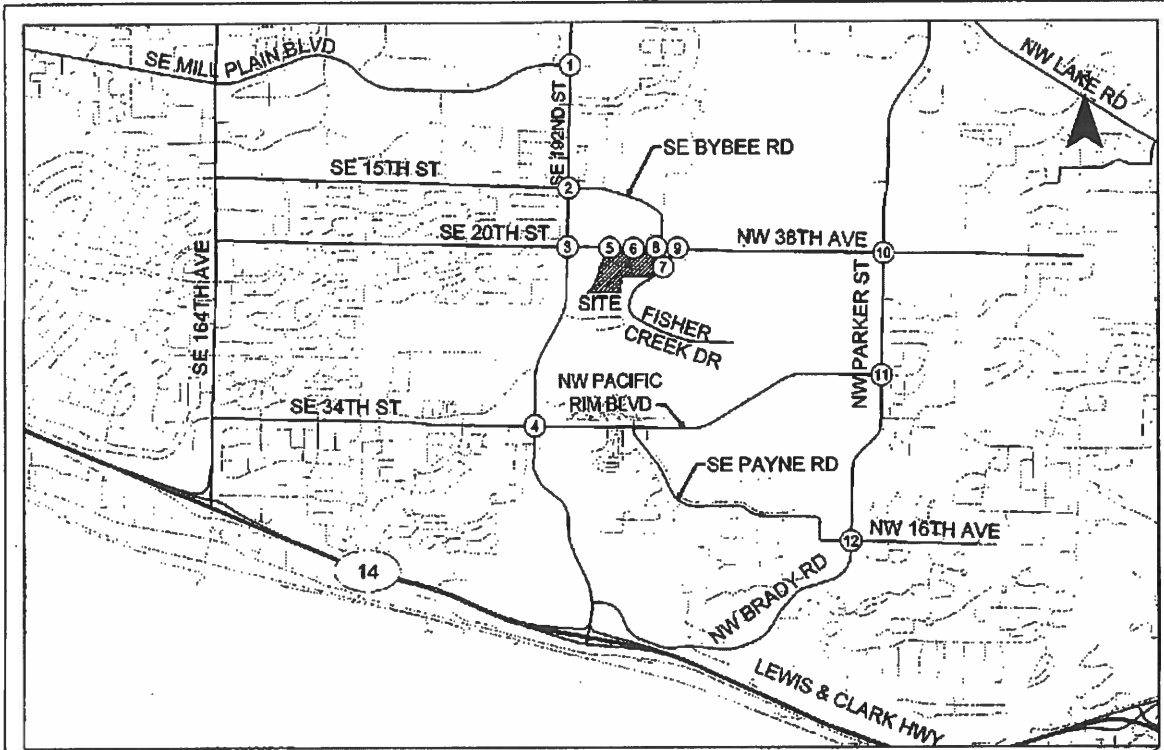 SE MILL PLAIN BLVD
1
SE 192ND ST
NW LAKE RD
SE BYBEE RD
SE 15TH ST
2
SE 20TH ST
3
5
6
8
9
NW 38TH AVE
10
7
SITE
FISHER
CREEK DR
SE 164TH AVE
NW PARKER ST
NW PACIFIC
RIM BLVD
11
SE 34TH ST
4
SE PAYNE RD
NW 16TH AVE
12
14
NW BRADY RD
LEWIS & CLARK HWY